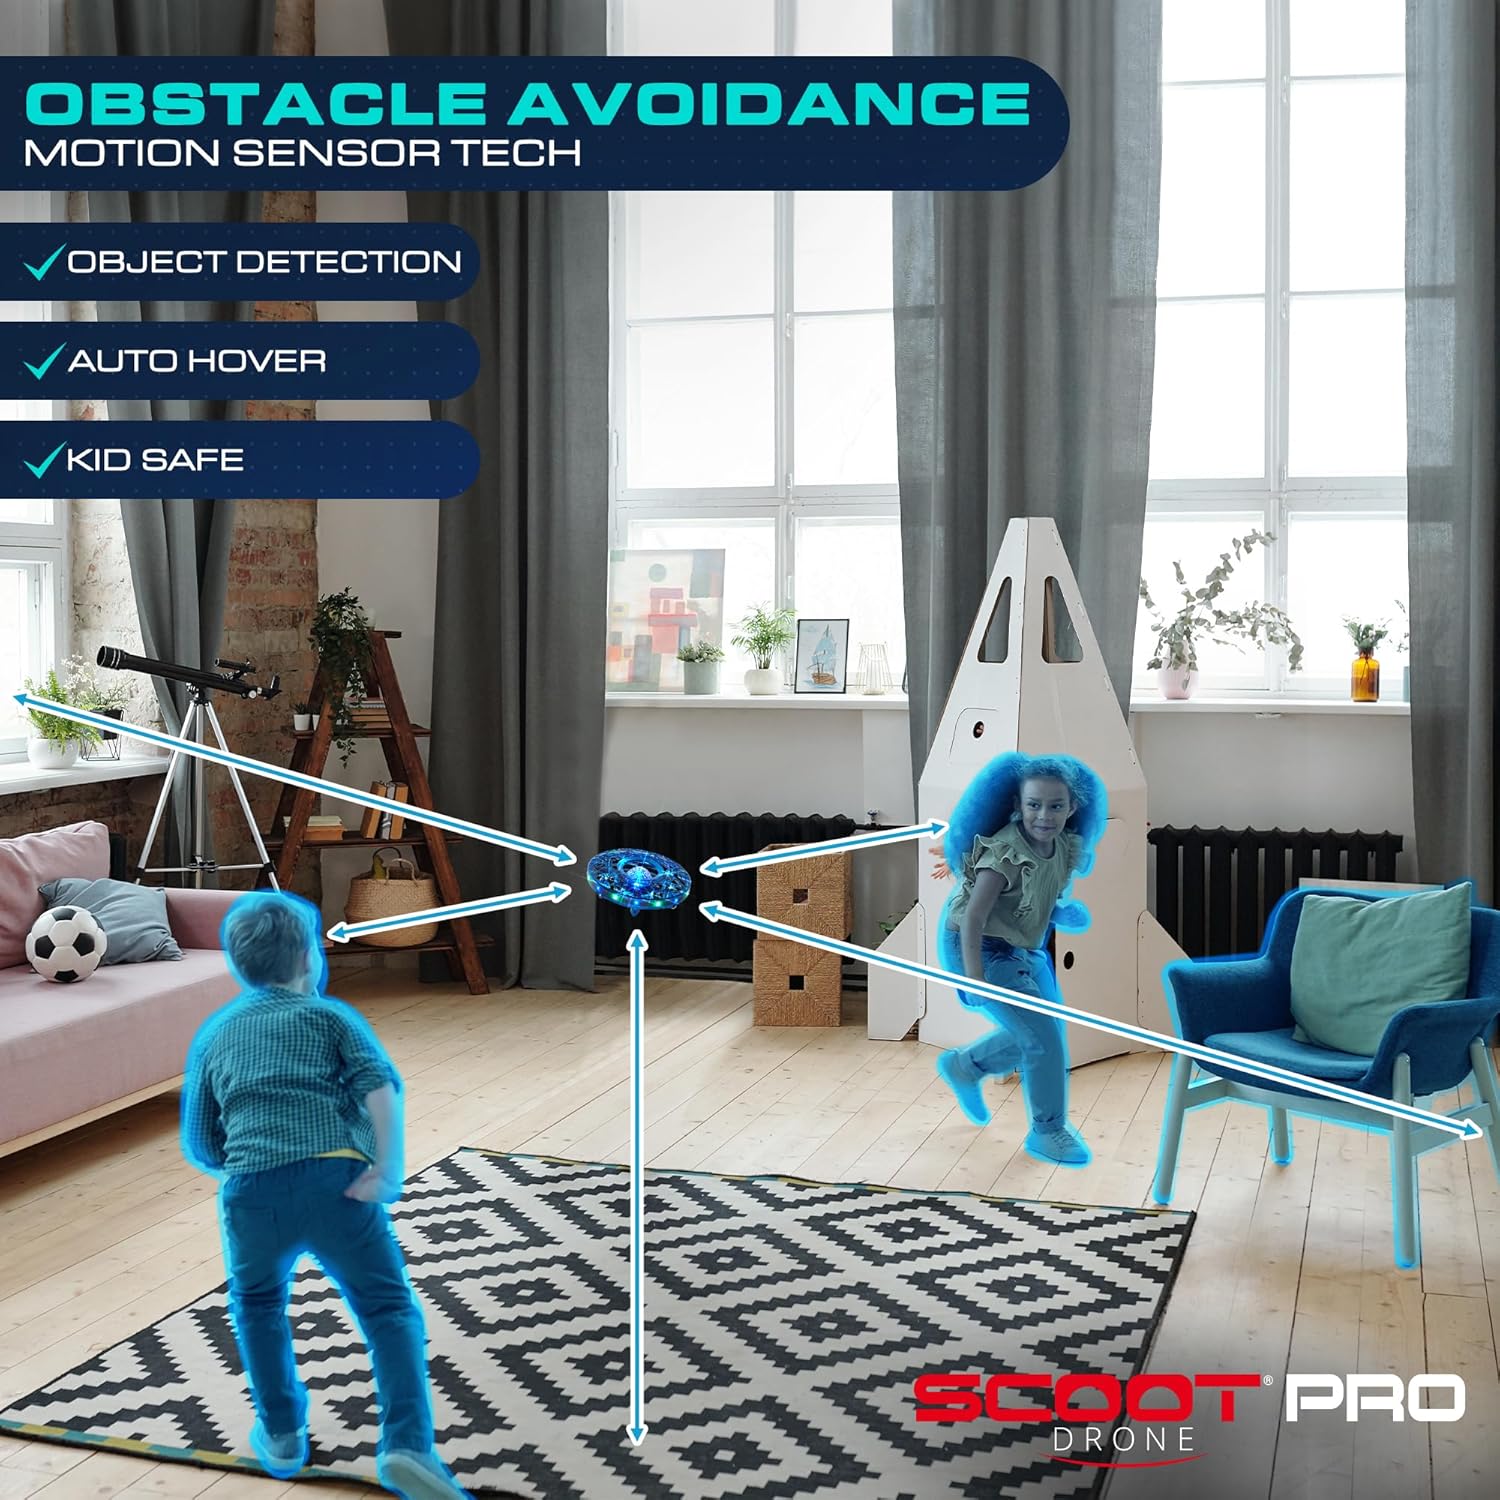 OBSTACLE AVOIDANCE
MOTION SENSOR TECH
✓OBJECT DETECTION
✓AUTO HOVER
✓KID SAFE
SCOOT® PRO
DRONE